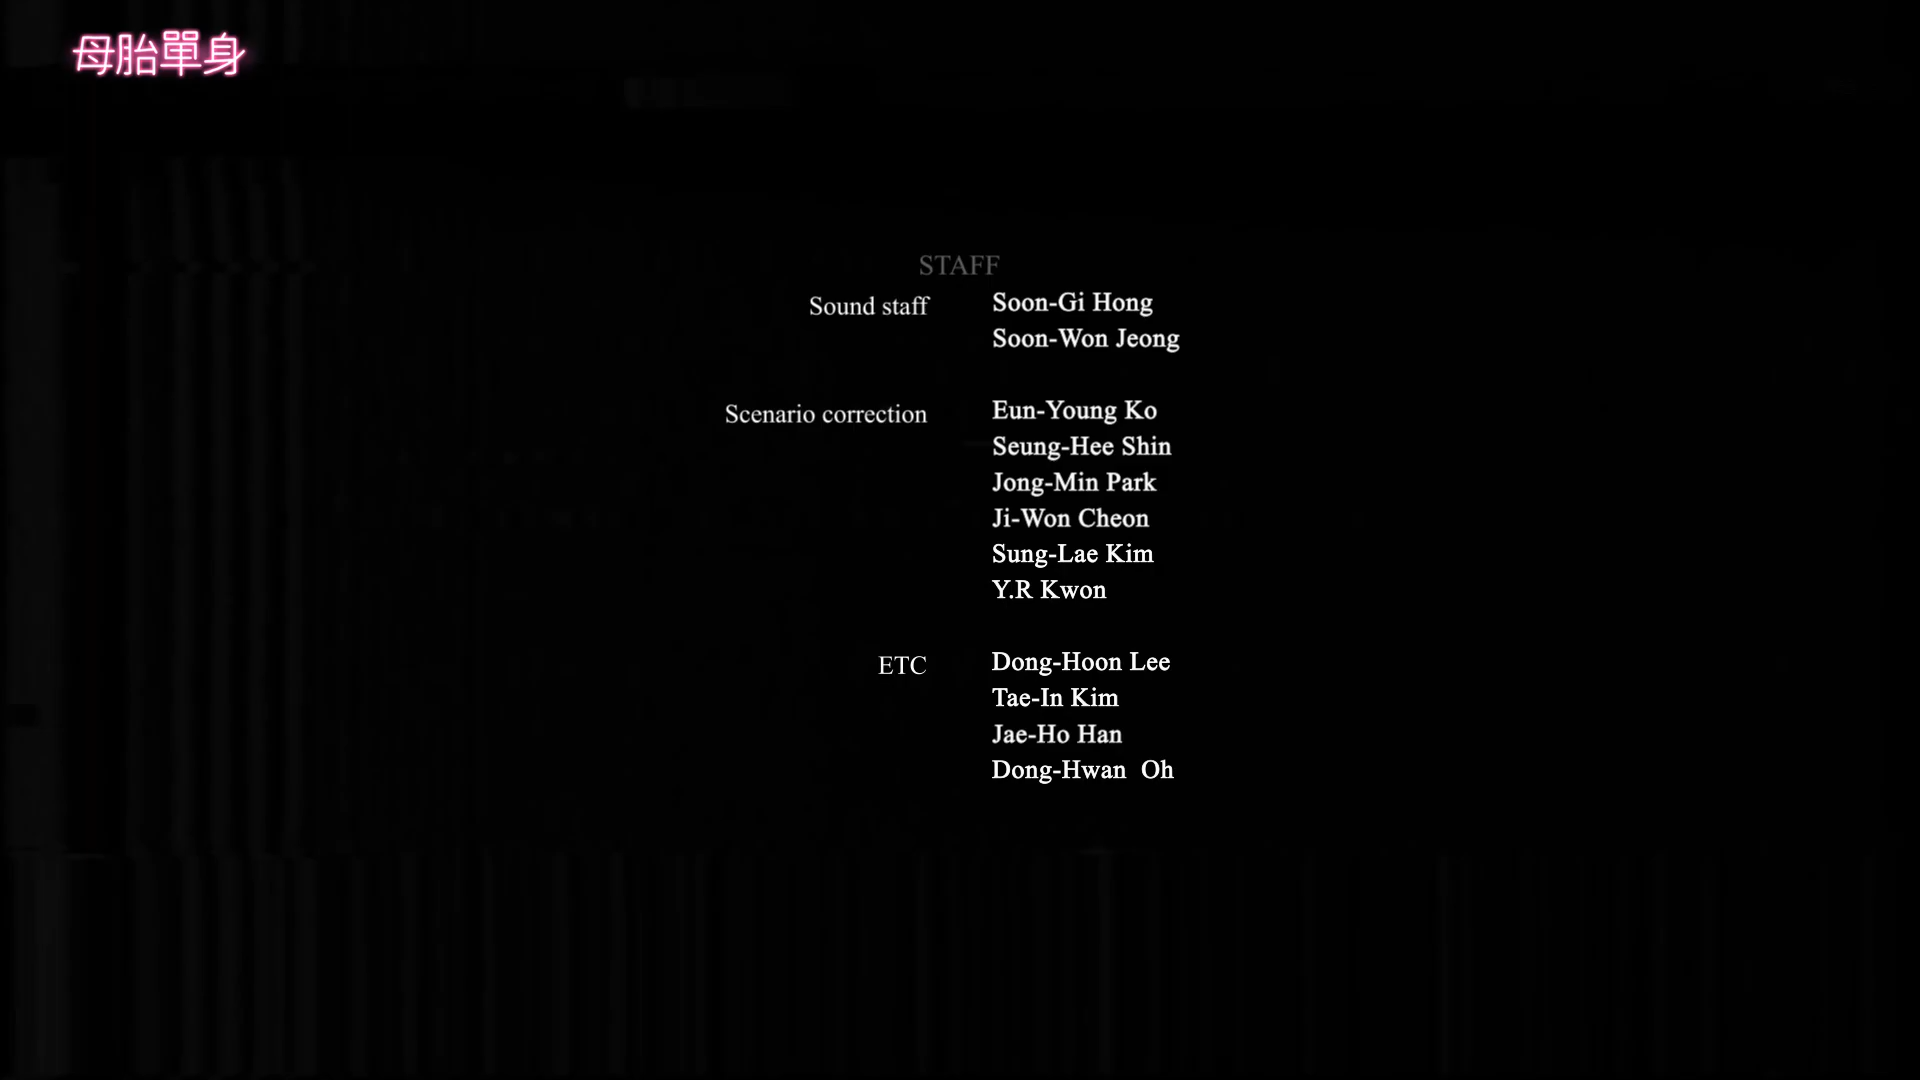 母胎單身
STAFF
Sound staff Soon-Gi Hong
Soon-Won Jeong
Scenario correction Eun-Young Ko
Seung-Hee Shin
Jong-Min Park
Ji-Won Cheon
Sung-Lae Kim
Y.R Kwon
ETC Dong-Hoon Lee
Tae-In Kim
Jae-Ho Han
Dong-Hwan  Oh